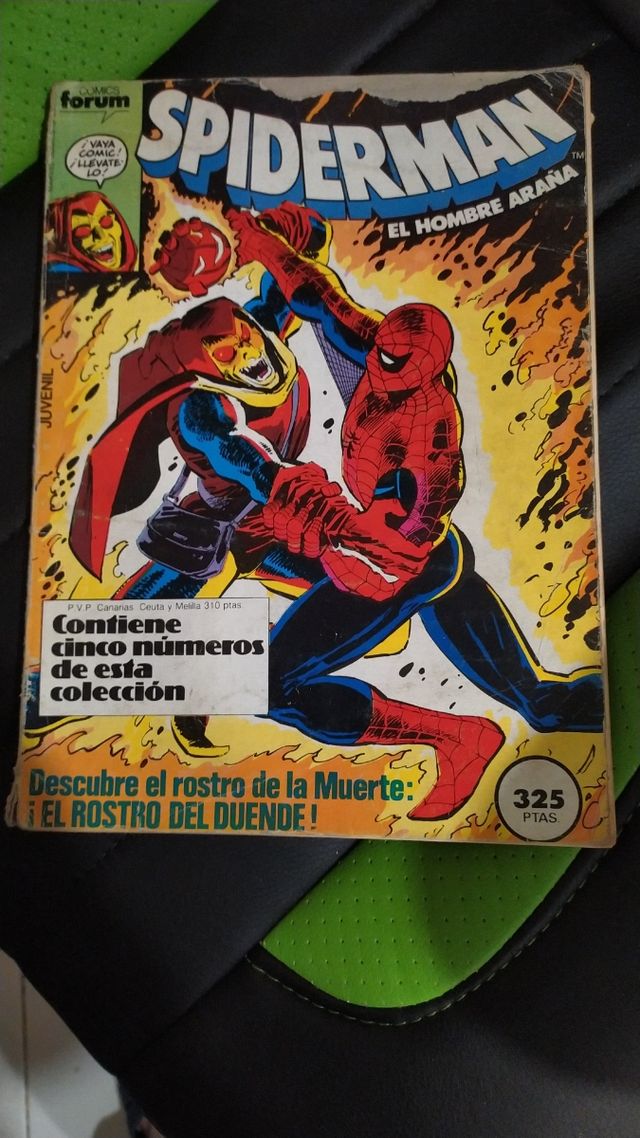 COMICS
forum
¡VAYA
COMIC!
¡LLÉVATE-
LO!
SPIDERMAN
TM
EL HOMBRE ARAÑA
JUVENIL
P.V.P. Canarias Ceuta y Melilla 310 ptas.
Contiene
cinco números
de esta
colección
Descubre el rostro de la Muerte:
¡EL ROSTRO DEL DUENDE!
325
PTAS.